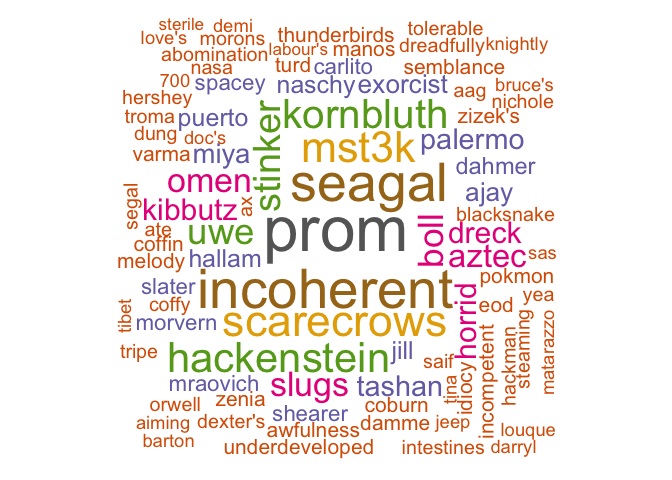 sterile demi
love's morons thunderbirds tolerable
abomination labour's manos dreadfully knightly
nasa turd carlito semblance
700 spacey naschy exorcist aag bruce's
hershey nichole
troma puerto stinker kornbluth zizek's
dung doc's mst3k palermo
varma miya dahmer
segal omen ax seagal ajay
kibbutz blacksnake
ate uwe prom boll dreck
coffin aztec sas
melody hallam pokmon
slater incoherent horrid yea
tibet coffy eod
morvern scarecrows
tripe hackenstein jill saif
idiocy incompetent hackman steaming matarazzo
mraovich slugs tashan tina
orwell zenia coburn
aiming dexter's shearer damme jeep
barton awfulness louque
underdeveloped intestines darryl